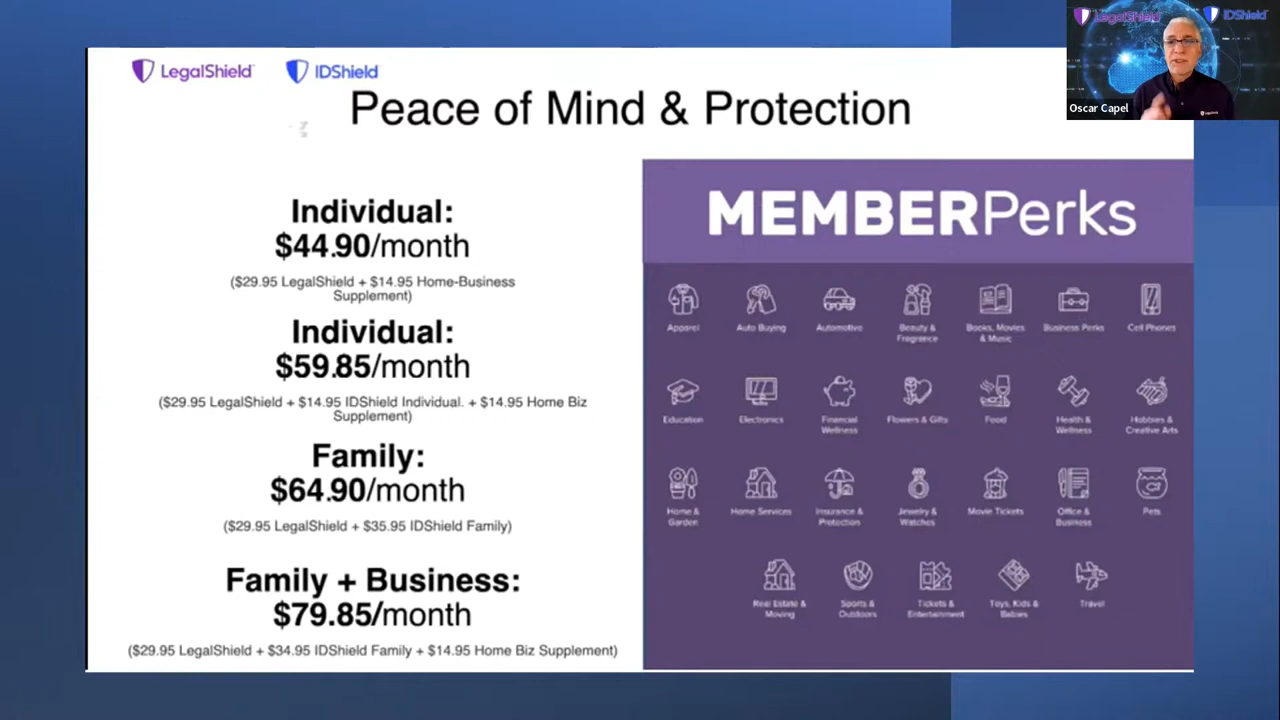 LegalShield
IDShield
Peace of Mind & Protection
Individual:
$44.90/month
($29.95 LegalShield + $14.95 Home-Business
Supplement)
Individual:
$59.85/month
($29.95 LegalShield + $14.95 IDShield Individual. + $14.95 Home Biz
Supplement)
Family:
$64.90/month
($29.95 LegalShield + $35.95 IDShield Family)
Family + Business:
$79.85/month
($29.95 LegalShield + $34.95 IDShield Family + $14.95 Home Biz Supplement)
MEMBERPerks
Apparel
Auto Buying
Automotive
Beauty &
Fragrance
Books, Movies
& Music
Business Perks
Cell Phones
Education
Electronics
Financial
Wellness
Flowers & Gifts
Food
Health &
Wellness
Hobbies &
Creative Arts
Home &
Garden
Home Services
Insurance &
Protection
Jewelry &
Watches
Movie Tickets
Office &
Business
Pets
Real Estate &
Moving
Sports &
Outdoors
Tickets &
Entertainment
Toys, Kids &
Babies
Travel
LegalShield
IDShield
Oscar Capel